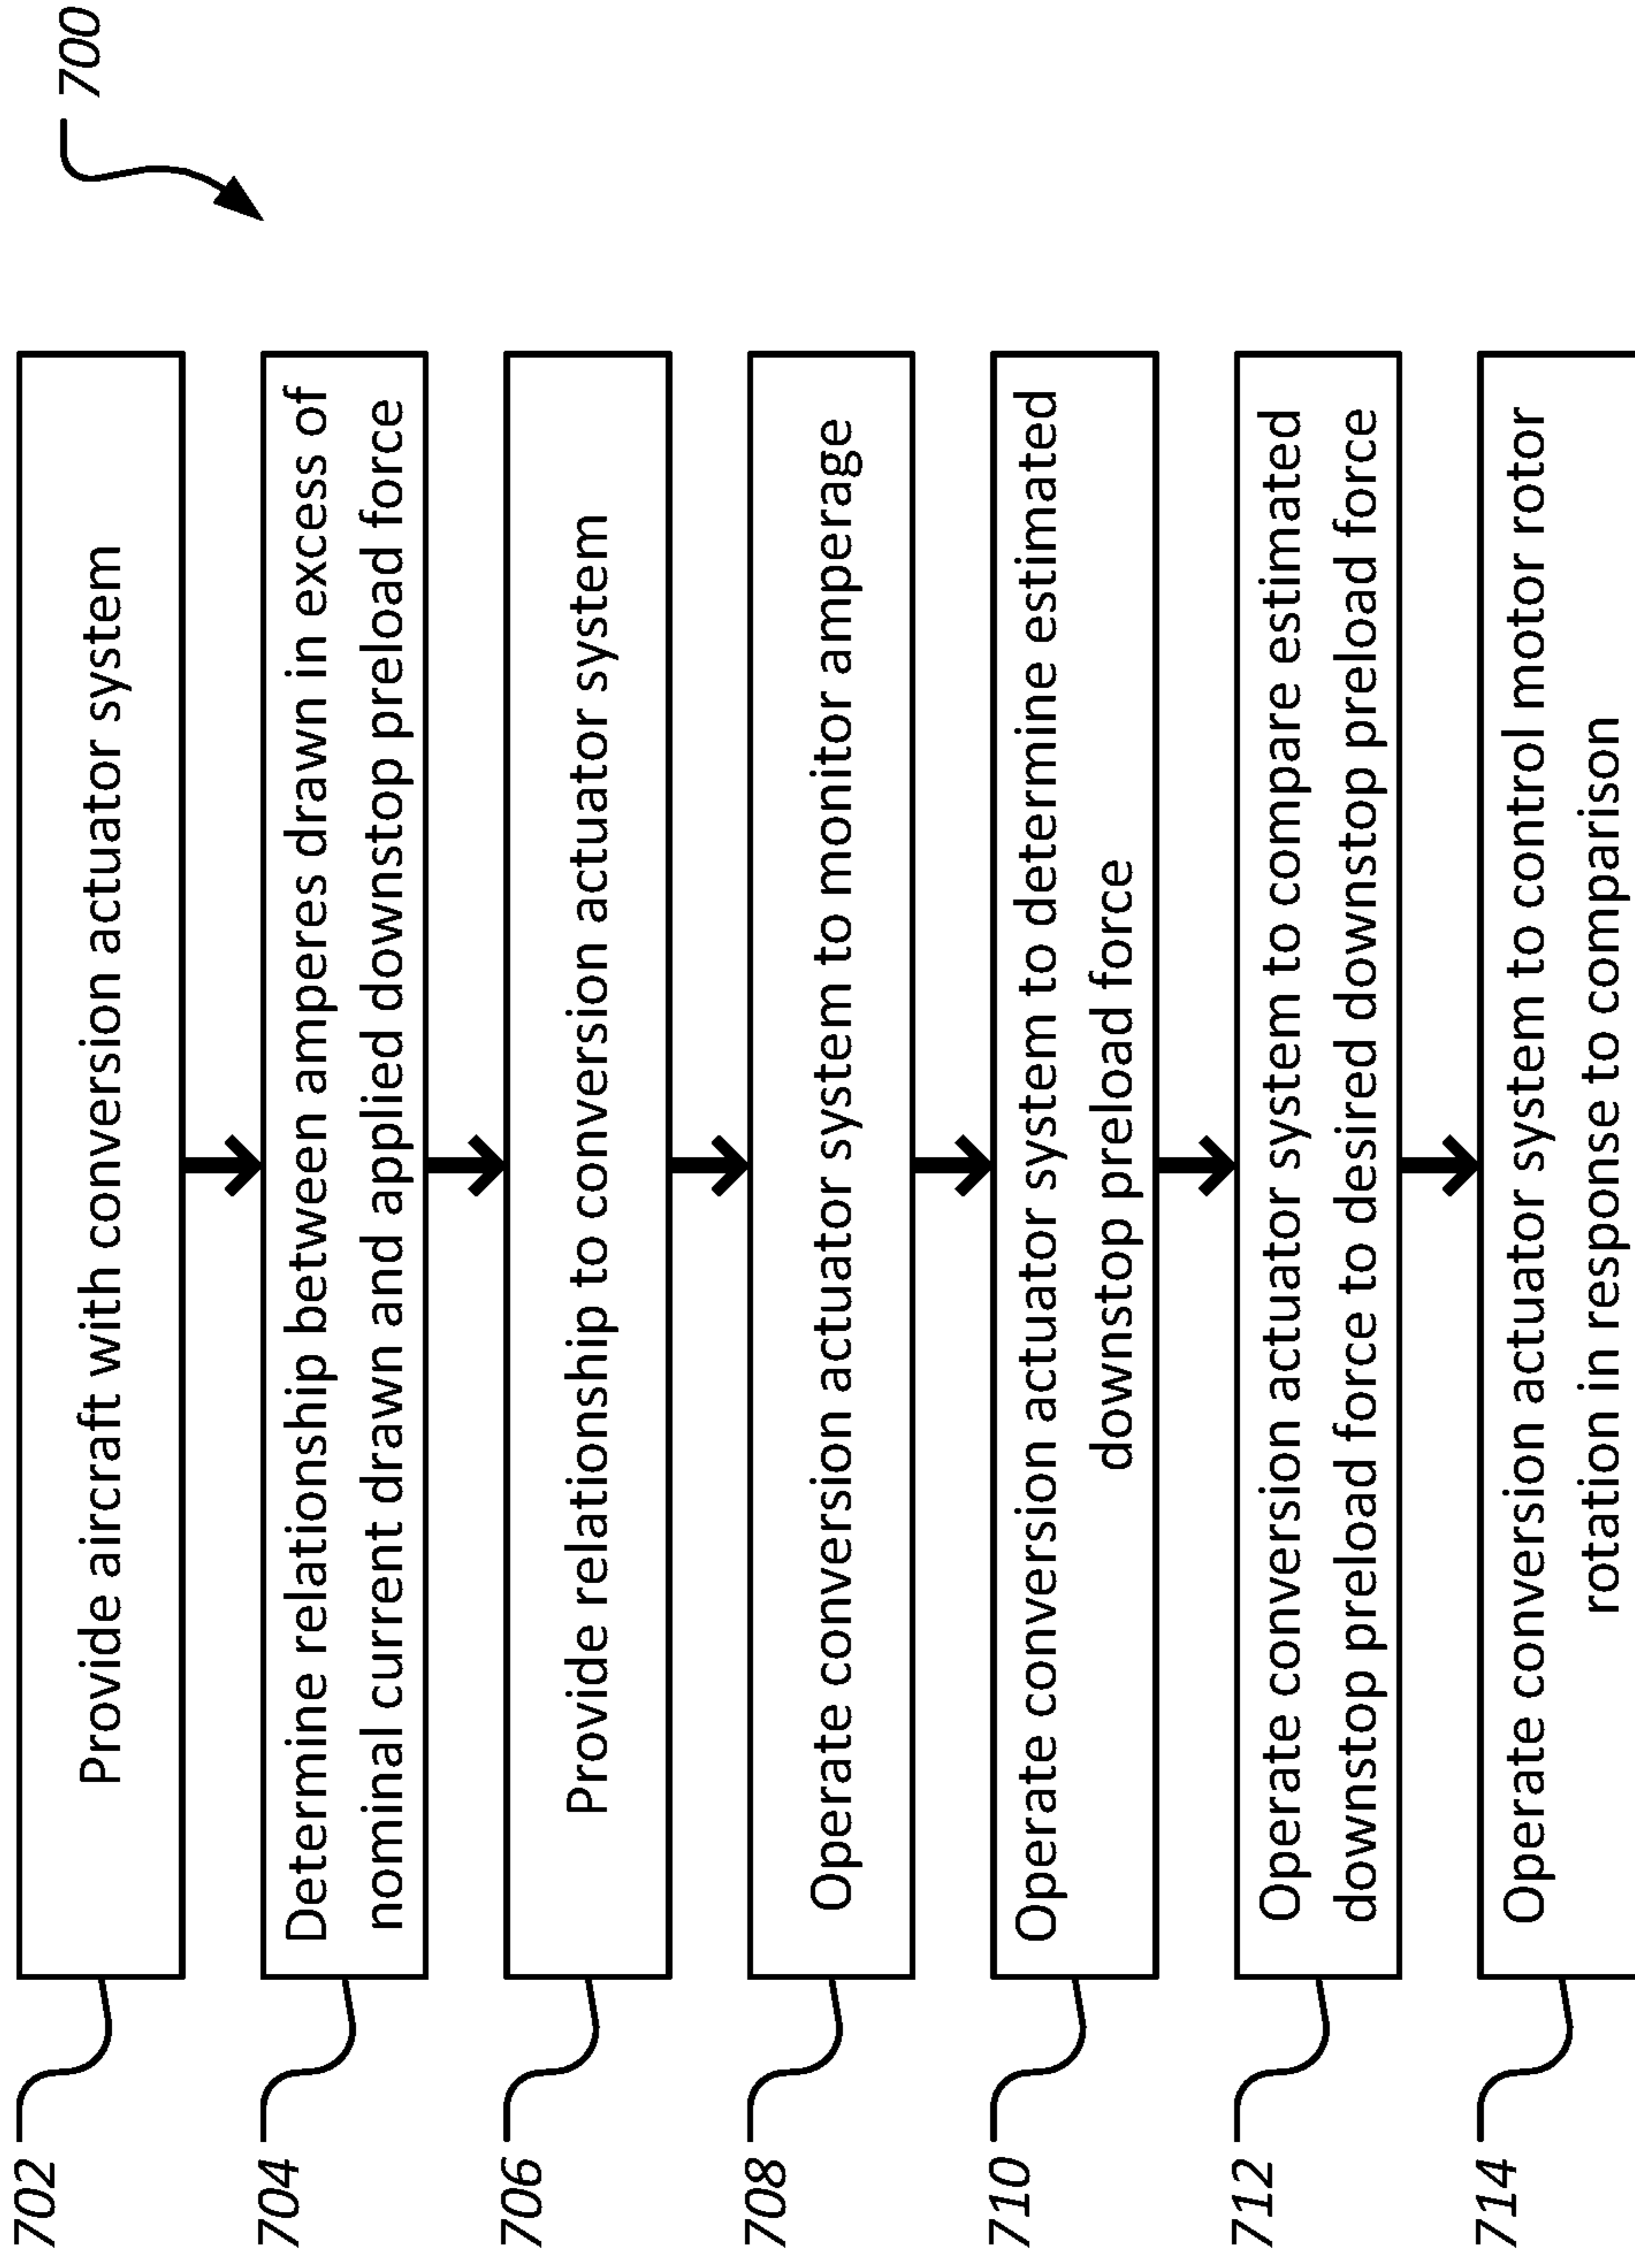 700
702
Provide aircraft with conversion actuator system
704
Determine relationship between amperes drawn in excess of
nominal current drawn and applied downstop preload force
706
Provide relationship to conversion actuator system
708
Operate conversion actuator system to monitor amperage
710
Operate conversion actuator system to determine estimated
downstop preload force
712
Operate conversion actuator system to compare estimated
downstop preload force to desired downstop preload force
714
Operate conversion actuator system to control motor rotor
rotation in response to comparison